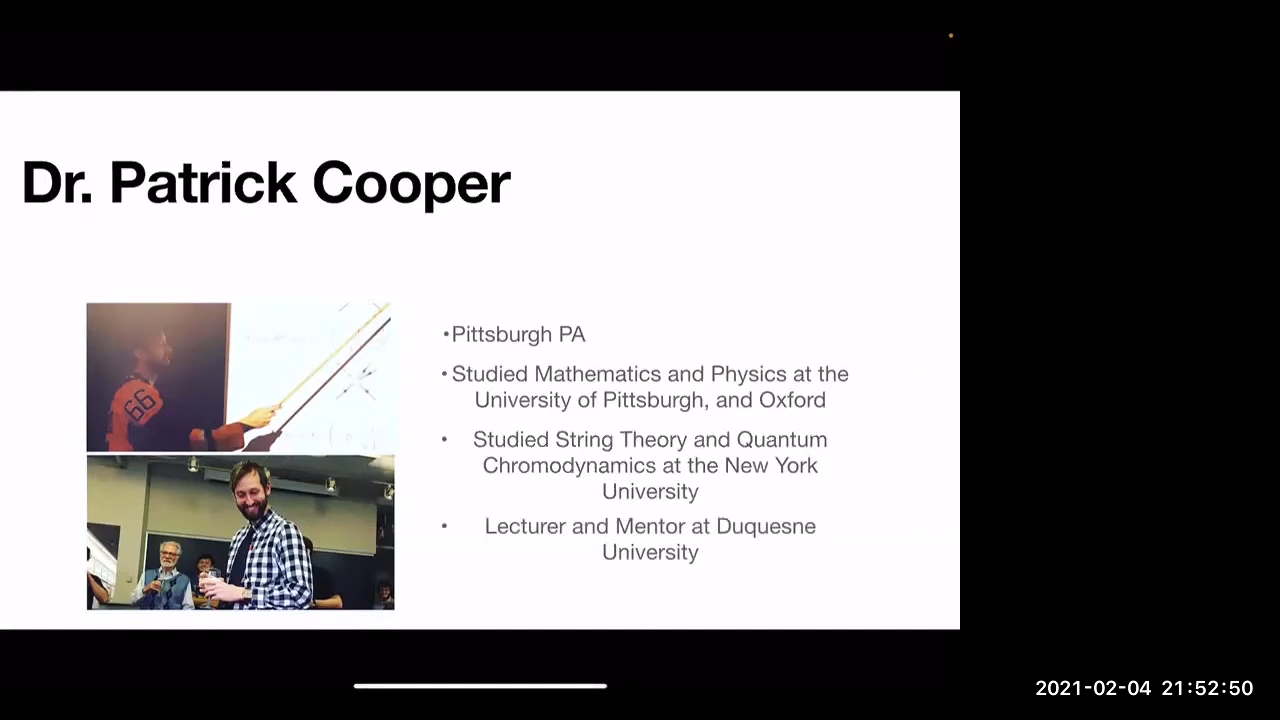 Dr. Patrick Cooper
66
•Pittsburgh PA
•Studied Mathematics and Physics at the
University of Pittsburgh, and Oxford
• Studied String Theory and Quantum
Chromodynamics at the New York
University
• Lecturer and Mentor at Duquesne
University
2021-02-04 21:52:50